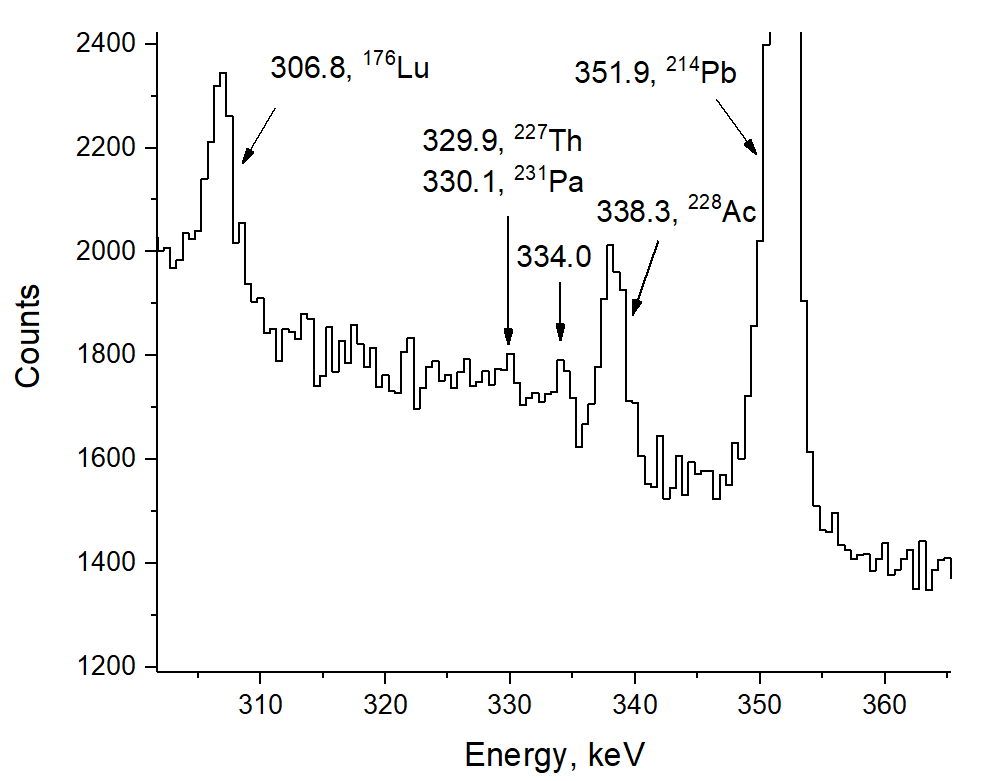 2400
2200
2000
1800
1600
1400
1200
Counts
306.8, ¹⁷⁶Lu
329.9, ²²⁷Th
330.1, ²³¹Pa
334.0
338.3, ²²⁸Ac
351.9, ²¹⁴Pb
310 320 330 340 350 360
Energy, keV